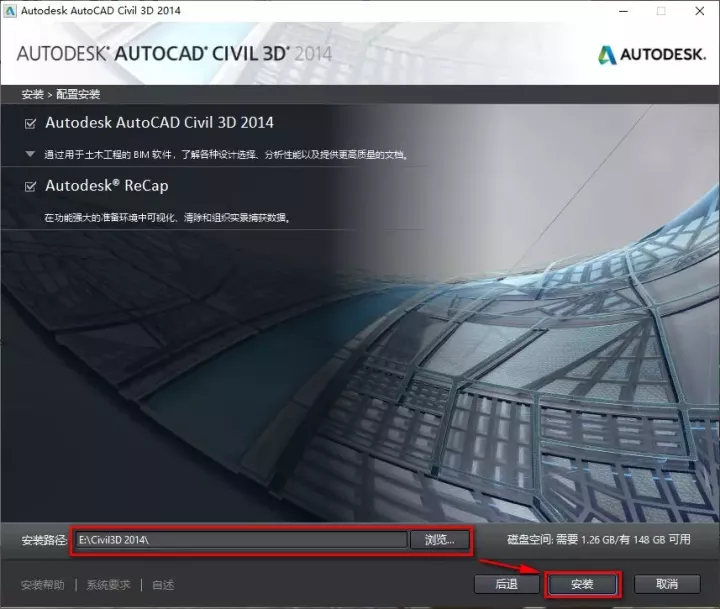 Autodesk AutoCAD Civil 3D 2014
AUTODESK® AUTOCAD® CIVIL 3D® 2014
AUTODESK.
安装 > 配置安装
Autodesk AutoCAD Civil 3D 2014
通过用于土木工程的 BIM 软件，了解各种设计选择、分析性能以及提供更高质量的文档。
Autodesk® ReCap
在功能强大的准备环境中可视化、清除和组织实景捕获数据。
安装路径: E:\Civil3D 2014\ 浏览... 磁盘空间: 需要 1.26 GB/有 148 GB 可用
安装帮助 | 系统要求 | 自述 后退 安装 取消